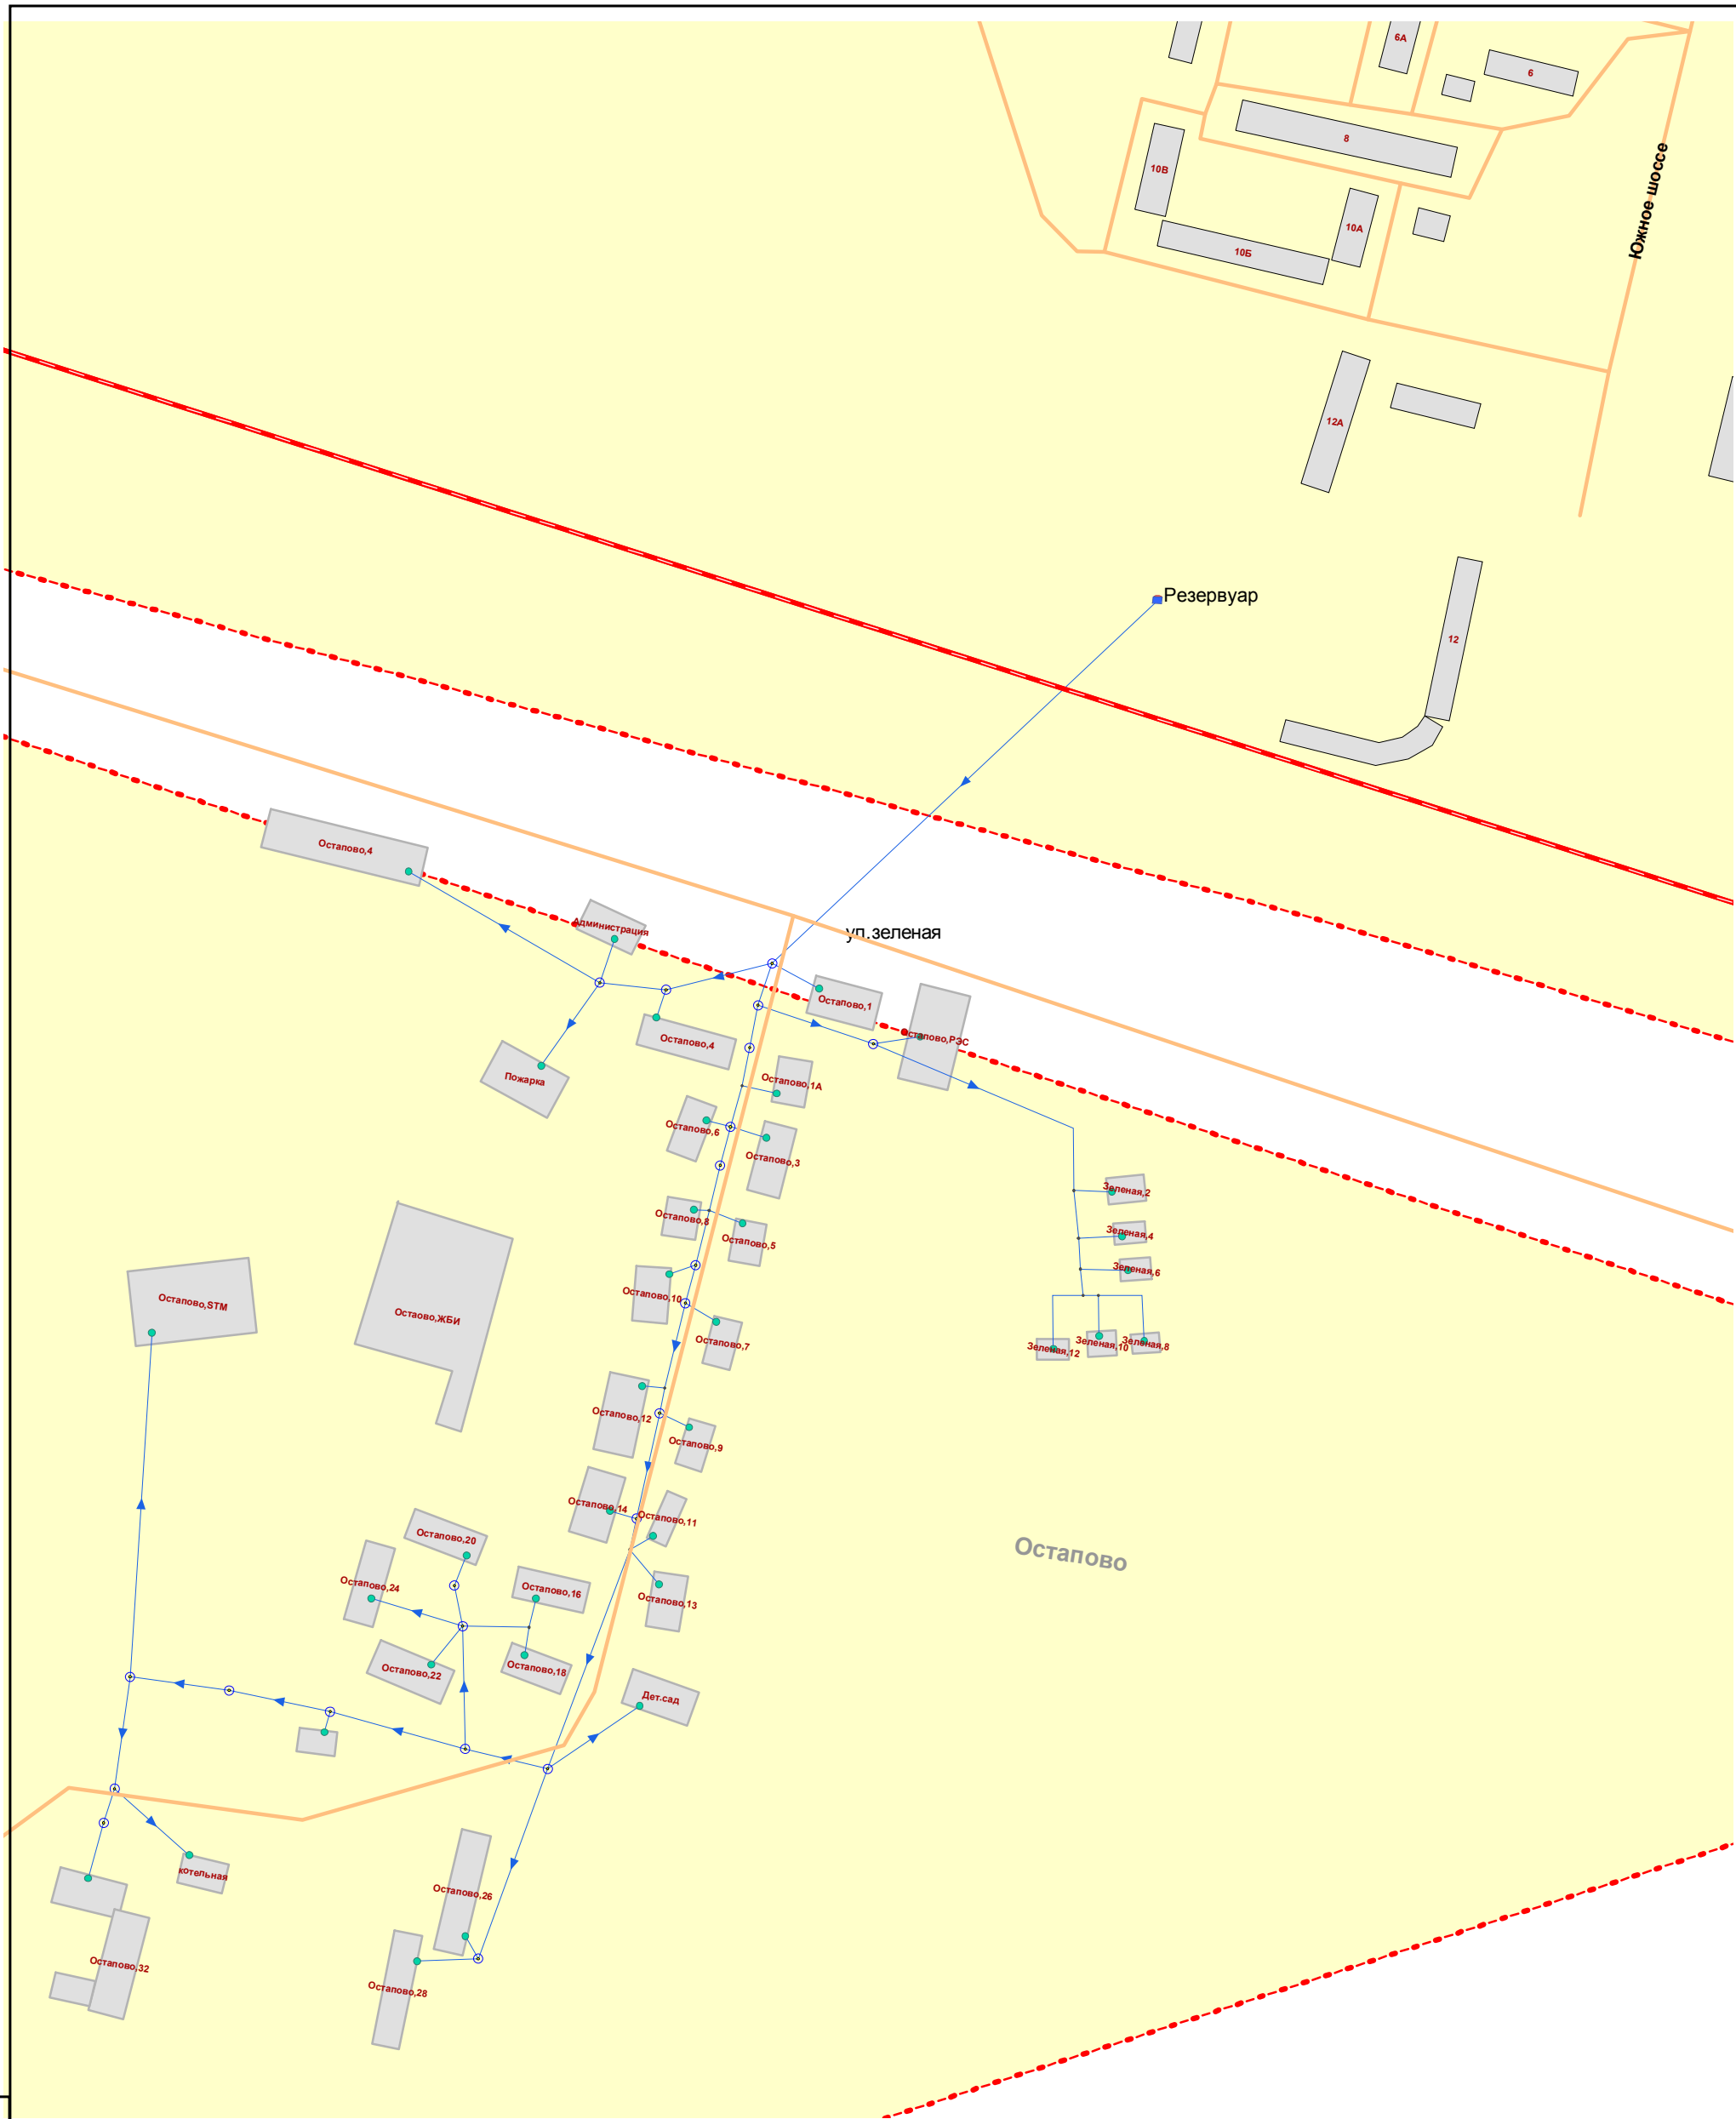 6А
6
8
Южное шоссе
10В
10А
10Б
12А
Резервуар
12
Остапово,4
Администрация
ул.зеленая
Остапово,1
Остапово,РЭС
Остапово,4
Пожарка
Остапово,1А
Остапово,6
Остапово,3
Зеленая,2
Остапово,8
Остапово,5
Зеленая,4
Зеленая,6
Остапово,10
Остапово,STM
Остаово,ЖБИ
Остапово,7
Зеленая,12
Зеленая,10
Зеленая,8
Остапово,12
Остапово,9
Остапово,14
Остапово,11
Остапово,20
Остапово
Остапово,24
Остапово,16
Остапово,13
Остапово,22
Остапово,18
Дет.сад
котельная
Остапово,26
Остапово,32
Остапово,28